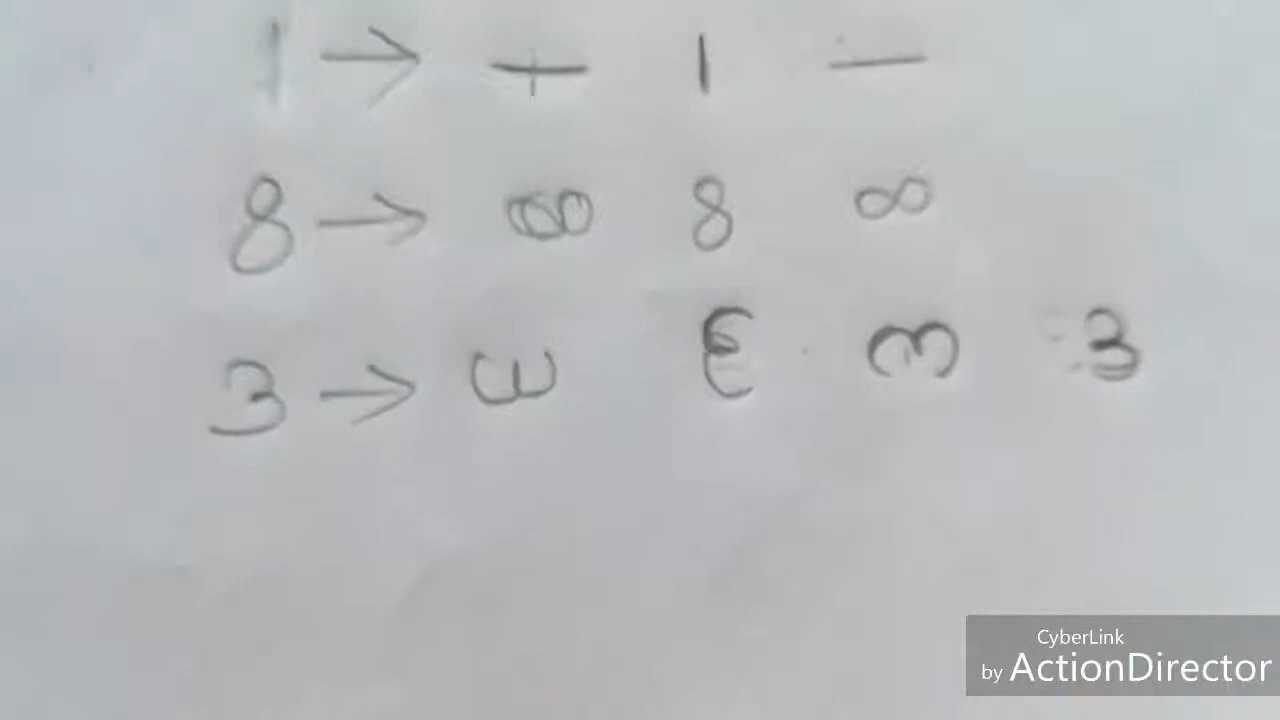 1 → + 1 —
8 → ∞ 8 ∞
3 → ω ε m 3
CyberLink
by ActionDirector